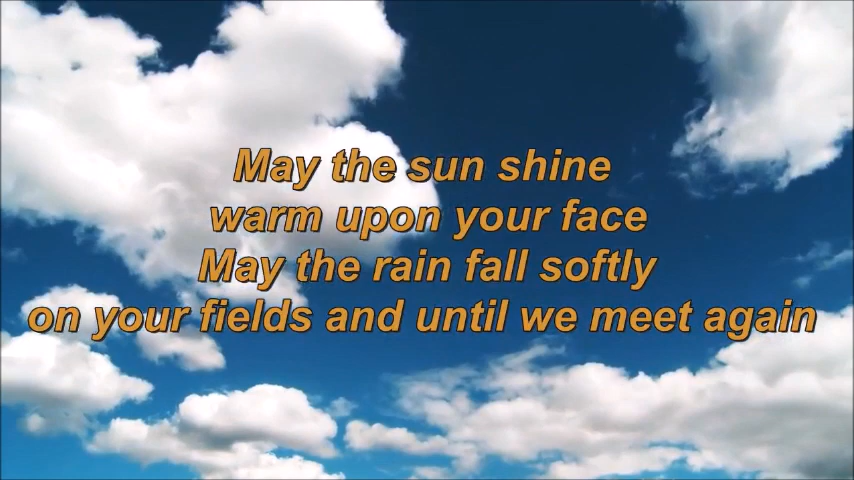 May the sun shine
warm upon your face
May the rain fall softly
on your fields and until we meet again